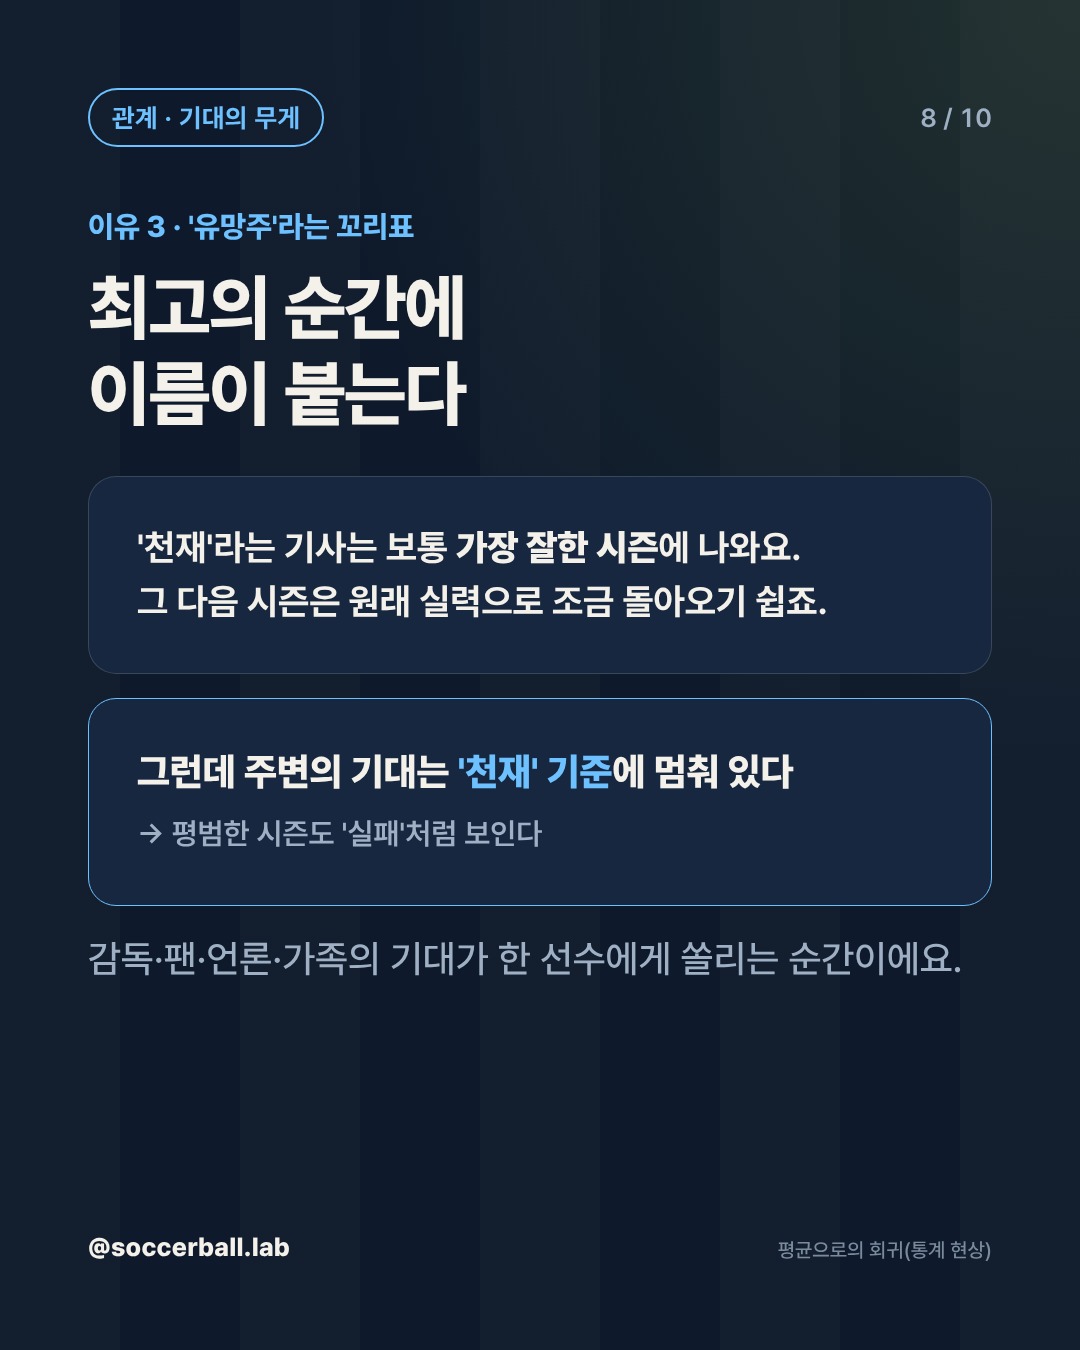 관계 · 기대의 무게
8 / 10
이유 3 · '유망주'라는 꼬리표
최고의 순간에
이름이 붙는다
'천재'라는 기사는 보통 가장 잘한 시즌에 나와요.
그 다음 시즌은 원래 실력으로 조금 돌아오기 쉽죠.
그런데 주변의 기대는 '천재' 기준에 멈춰 있다
→ 평범한 시즌도 '실패'처럼 보인다
감독·팬·언론·가족의 기대가 한 선수에게 쏠리는 순간이에요.
@soccerball.lab
평균으로의 회귀(통계 현상)